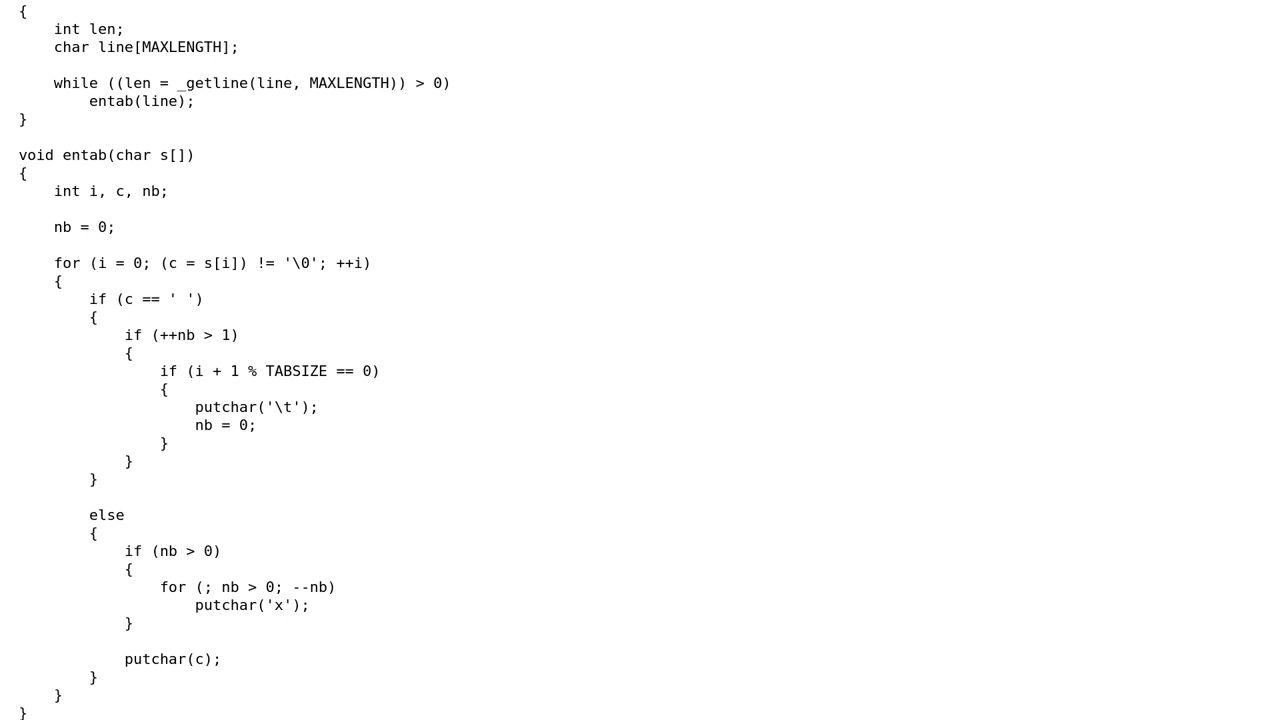 {
    int len;
    char line[MAXLENGTH];

    while ((len = _getline(line, MAXLENGTH)) > 0)
        entab(line);
}

void entab(char s[])
{
    int i, c, nb;

    nb = 0;

    for (i = 0; (c = s[i]) != '\0'; ++i)
    {
        if (c == ' ')
        {
            if (++nb > 1)
            {
                if (i + 1 % TABSIZE == 0)
                {
                    putchar('\t');
                    nb = 0;
                }
            }
        }

        else
        {
            if (nb > 0)
            {
                for (; nb > 0; --nb)
                    putchar('x');
            }

            putchar(c);
        }
    }
}